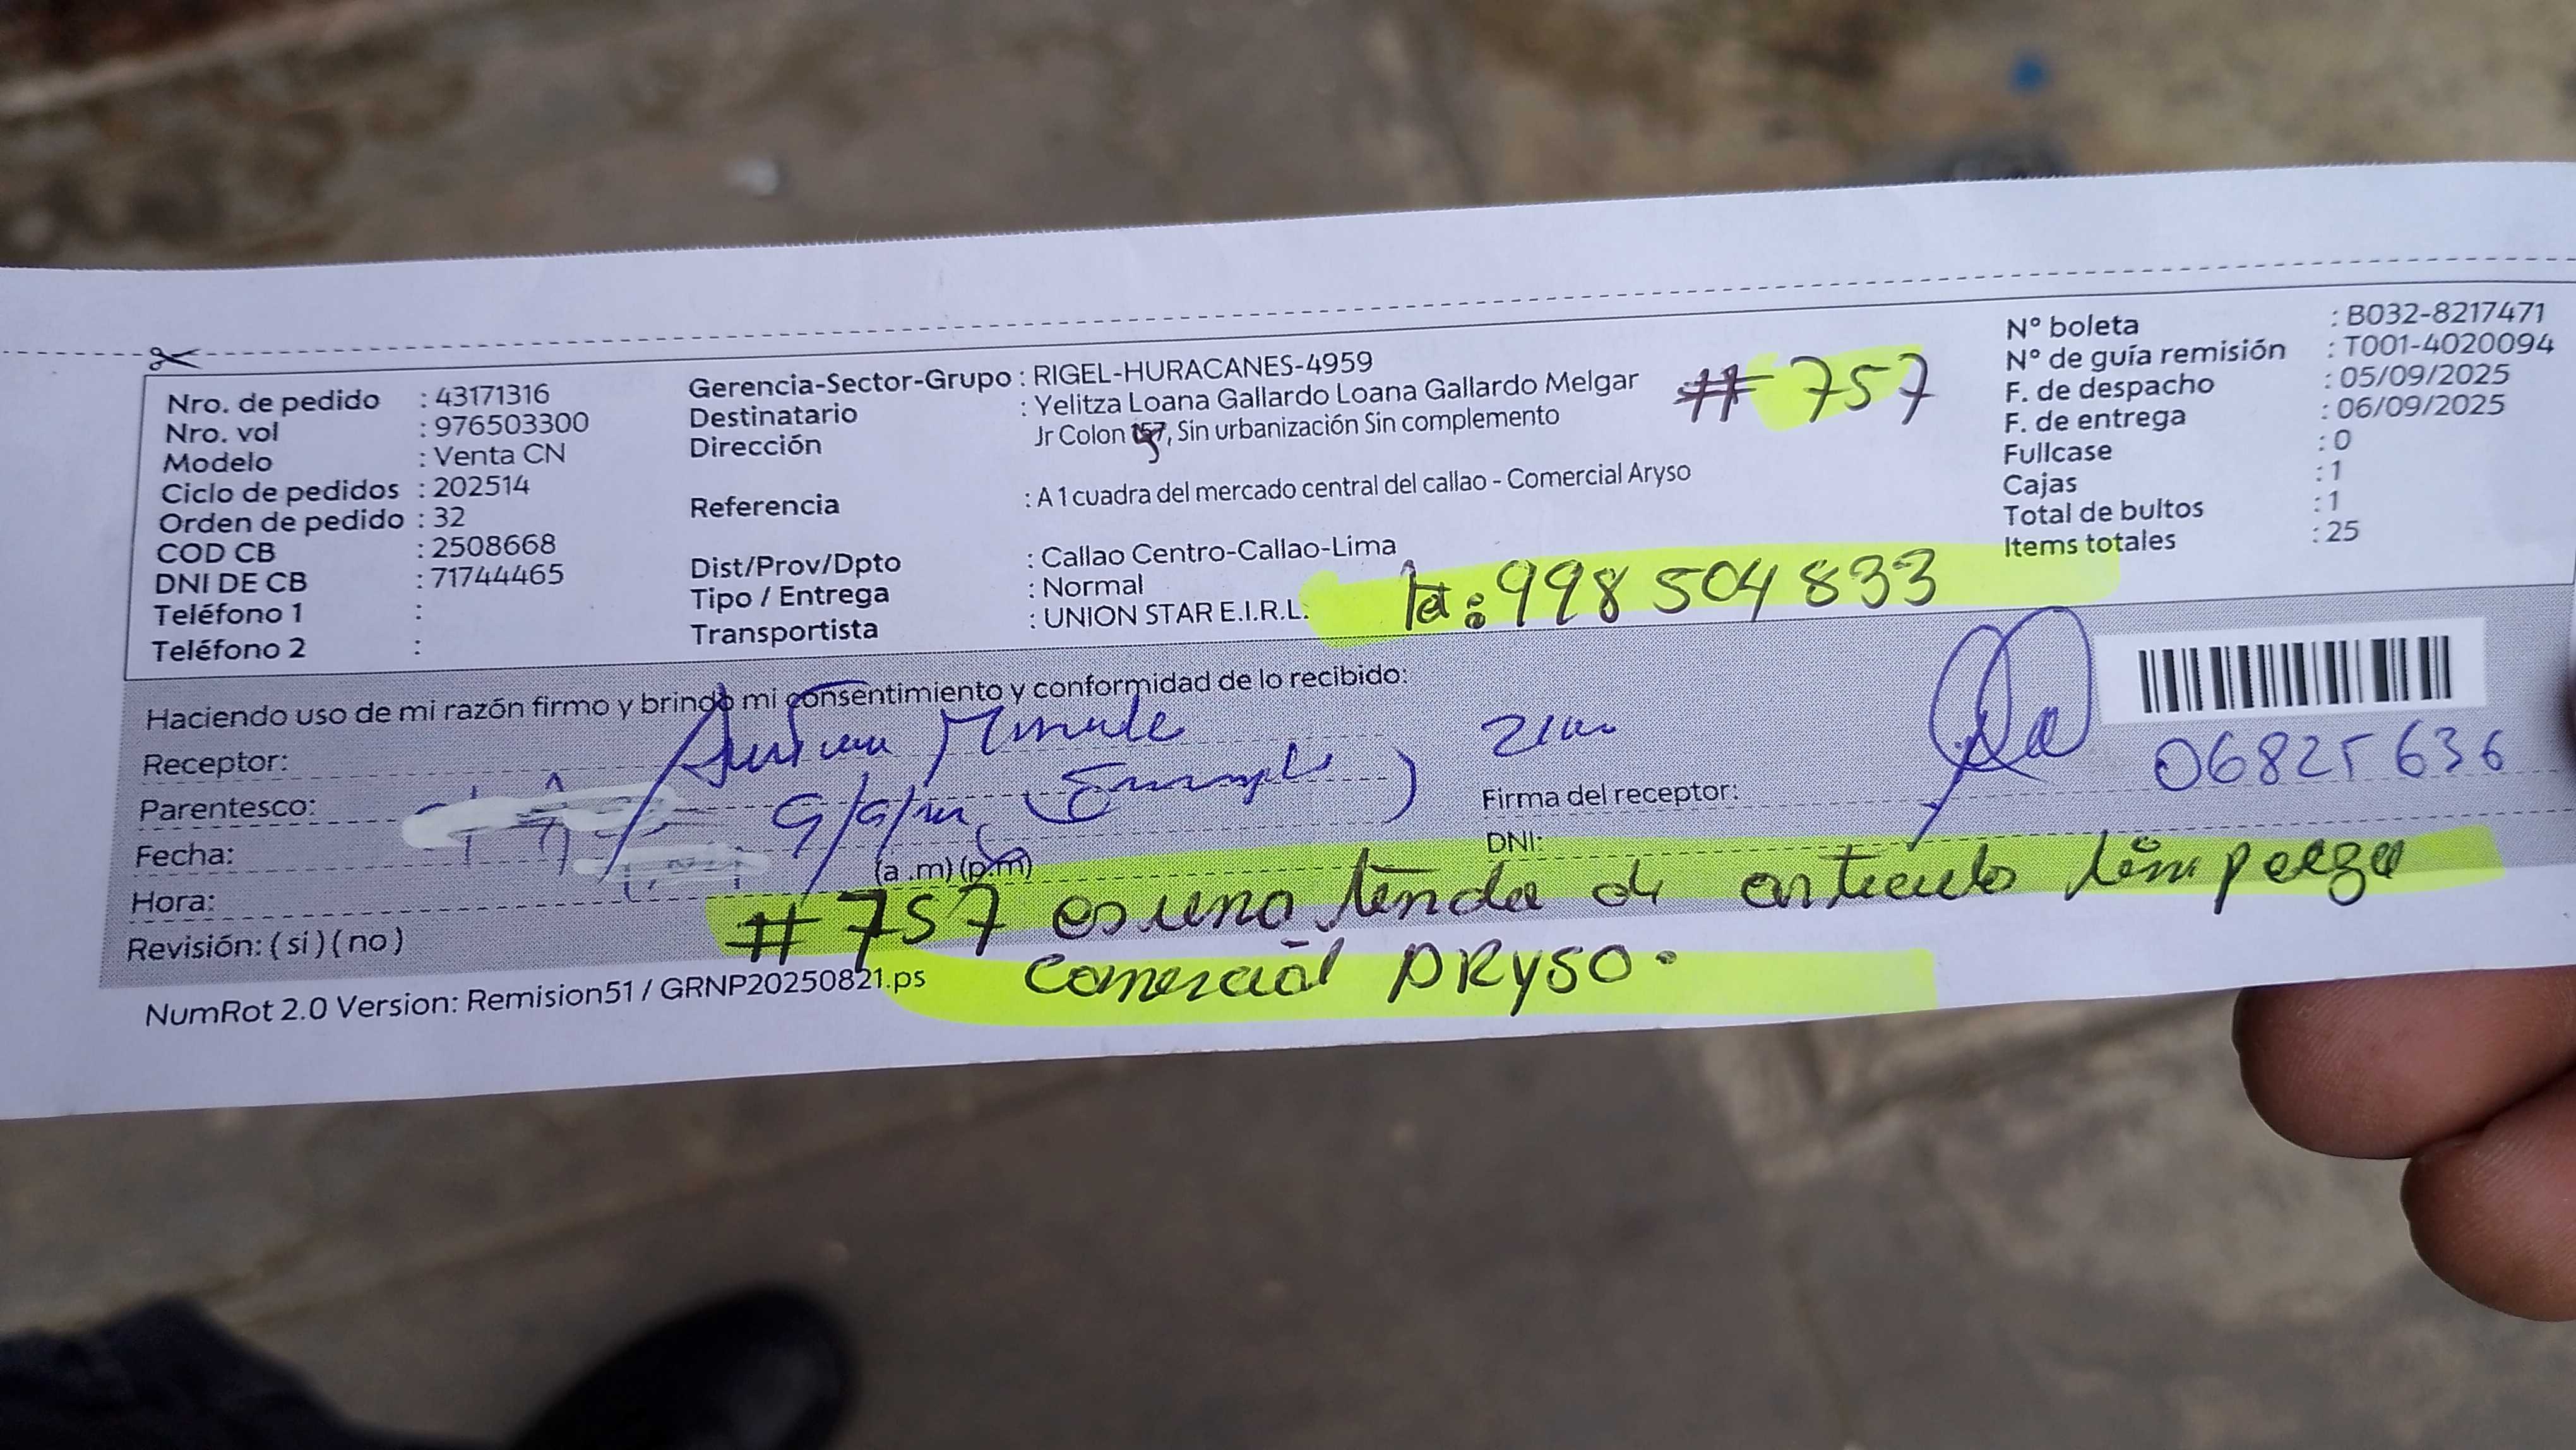 Nro. de pedido : 43171316
Nro. vol : 976503300
Modelo : Venta CN
Ciclo de pedidos : 202514
Orden de pedido : 32
COD CB : 2508668
DNI DE CB : 71744465
Teléfono 1 :
Teléfono 2 :
Gerencia-Sector-Grupo : RIGEL-HURACANES-4959
Destinatario : Yelitza Loana Gallardo Loana Gallardo Melgar
Dirección Jr Colon 757, Sin urbanización Sin complemento
# 757
Referencia : A 1 cuadra del mercado central del callao - Comercial Aryso
Dist/Prov/Dpto : Callao Centro-Callao-Lima
Tipo / Entrega : Normal
Transportista : UNION STAR E.I.R.L.
Tel: 998 504 833
N° boleta : B032-8217471
N° de guía remisión : T001-4020094
F. de despacho : 05/09/2025
F. de entrega : 06/09/2025
Fullcase : 0
Cajas : 1
Total de bultos : 1
Items totales : 25
Haciendo uso de mi razón firmo y brindo mi consentimiento y conformidad de lo recibido:
Receptor:
Parentesco:
Fecha:
Hora: (a.m) (p.m)
Revisión: ( si ) ( no )
Firma del receptor:
DNI:
06825636
# 757 es una tenda de articulo limpeeza
comercial ARYSO.
NumRot 2.0 Version: Remision51 / GRNP20250821.ps